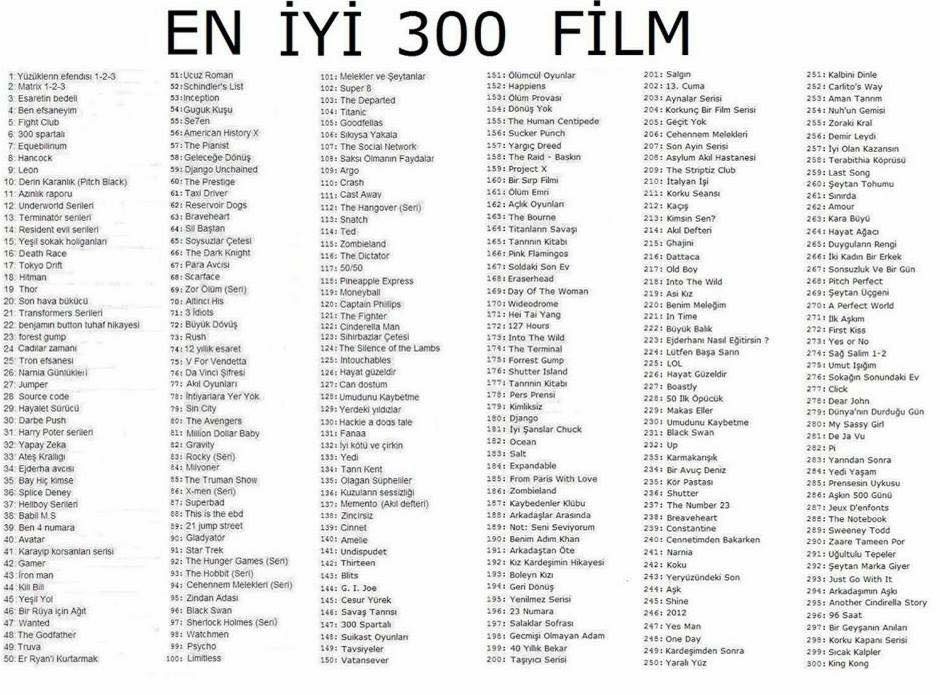 EN İYİ 300 FİLM
1: Yüzüklenn efendısı 1-2-3
2: Matrix 1-2-3
3: Esaretin bedeli
4: Ben efsaneyim
5: Fight Club
6: 300 spartalı
7: Equebilinum
8: Hancock
9: Leon
10: Derin Karanlık (Pitch Black)
11: Azınlık raporu
12: Underworld Serileri
13: Terminatör serileri
14: Resident evil serileri
15: Yeşil sokak holiganları
16: Death Race
17: Tokyo Drift
18: Hitman
19: Thor
20: Son hava bükücü
21: Transformers Serileri
22: benjamın button tuhaf hikayesi
23: forest gump
24: Cadılar zamanı
25: Tron efsanesi
26: Narnia Günlükleri
27: Jumper
28: Source code
29: Hayalet Sürücü
30: Darbe Push
31: Harry Poter serileri
32: Yapay Zeka
33: Ateş Krallığı
34: Ejderha avcısı
35: Bay Hiç kimse
36: Splice Deney
37: Hellboy Serileri
38: Babil M.S
39: Ben 4 numara
40: Avatar
41: Karayip korsanları serisi
42: Gamer
43: İron man
44: Kill Bill
45: Yeşil Yol
46: Bir Rüya için Ağıt
47: Wanted
48: The Godfather
49: Truva
50: Er Ryan'i Kurtarmak
51: Ucuz Roman
52: Schindler's List
53: Inception
54: Guguk Kuşu
55: Se7en
56: American History X
57: The Pianist
58: Geleceğe Dönüş
59: Django Unchained
60: The Prestige
61: Taxi Driver
62: Reservoir Dogs
63: Braveheart
64: Sil Baştan
65: Soysuzlar Çetesi
66: The Dark Knight
67: Para Avcısı
68: Scarface
69: Zor Ölüm (Seri)
70: Altıncı His
71: 3 Idiots
72: Büyük Dövüş
73: Rush
74: 12 yıllık esaret
75: V For Vendetta
76: Da Vinci Şifresi
77: Akıl Oyunları
78: İhtiyarlara Yer Yok
79: Sin City
80: The Avengers
81: Million Dollar Baby
82: Gravity
83: Rocky (Seri)
84: Milyoner
85: The Truman Show
86: X-men (Seri)
87: Superbad
88: This is the ebd
89: 21 jump street
90: Gladyatör
91: Star Trek
92: The Hunger Games (Seri)
93: The Hobbit (Seri)
94: Cehennem Melekleri (Seri)
95: Zindan Adası
96: Black Swan
97: Sherlock Holmes (Seri)
98: Watchmen
99: Psycho
100: Limitless
101: Melekler ve Şeytanlar
102: Super 8
103: The Departed
104: Titanic
105: Goodfellas
106: Sıkıysa Yakala
107: The Social Network
108: Saksı Olmanın Faydaları
109: Argo
110: Crash
111: Cast Away
112: The Hangover (Seri)
113: Snatch
114: Ted
115: Zombieland
116: The Dictator
117: 50/50
118: Pineapple Express
119: Moneyball
120: Captain Phillips
121: The Fighter
122: Cinderella Man
123: Sihirbazlar Çetesi
124: The Silence of the Lambs
125: Intouchables
126: Hayat güzeldir
127: Can dostum
128: Umudunu Kaybetme
129: Yerdeki yıldızlar
130: Hackie a dogs tale
131: Fanaa
132: İyi kötü ve çirkin
133: Yedi
134: Tanrı Kent
135: Olağan Süpheliler
136: Kuzuların sessizliği
137: Memento (Akıl defteri)
138: Zincirsiz
139: Cinnet
140: Amelie
141: Undispudet
142: Thirteen
143: Blits
144: G. I. Joe
145: Cesur Yürek
146: Savaş Tanrısı
147: 300 Spartalı
148: Suikast Oyunları
149: Tavsiyeler
150: Vatansever
151: Ölümcül Oyunlar
152: Happiens
153: Ölüm Provası
154: Dönüş Yok
155: The Human Centipede
156: Sucker Punch
157: Yargıç Dreed
158: The Raid - Baskın
159: Project X
160: Bir Sırp Filmi
161: Ölüm Emri
162: Açlık Oyunları
163: The Bourne
164: Titanların Savaşı
165: Tanrının Kitabı
166: Pink Flamingos
167: Soldaki Son Ev
168: Eraserhead
169: Day Of The Woman
170: Wideodrome
171: Hei Tai Yang
172: 127 Hours
173: Into The Wild
174: The Terminal
175: Forrest Gump
176: Shutter Island
177: Tanrının Kitabı
178: Pers Prensi
179: Kimliksiz
180: Django
181: İyi Şanslar Chuck
182: Ocean
183: Salt
184: Expandable
185: From Paris With Love
186: Zombieland
187: Kaybedenler Klübu
188: Arkadaşlar Arasında
189: Not: Seni Seviyorum
190: Benim Adım Khan
191: Arkadaştan Öte
192: Kız Kardeşimin Hikayesi
193: Boleyn Kızı
194: Geri Dönüş
195: Yenilmez Serisi
196: 23 Numara
197: Salaklar Sofrası
198: Geçmişi Olmayan Adam
199: 40 Yıllık Bekar
200: Taşıyıcı Serisi
201: Salgın
202: 13. Cuma
203: Aynalar Serisi
204: Korkunç Bir Film Serisi
205: Geçit Yok
206: Cehennem Melekleri
207: Son Ayin Serisi
208: Asylum Akıl Hastanesi
209: The Striptiz Club
210: İtalyan İşi
211: Korku Seansı
212: Kaçış
213: Kimsin Sen?
214: Akıl Defteri
215: Ghajini
216: Dattaca
217: Old Boy
218: Into The Wild
219: Asi Kız
220: Benim Meleğim
221: In Time
222: Büyük Balık
223: Ejderhanı Nasıl Eğitirsin ?
224: Lütfen Başa Sarın
225: LOL
226: Hayat Güzeldir
227: Boastly
228: 50 İlk Öpücük
229: Makas Eller
230: Umudunu Kaybetme
231: Black Swan
232: Up
233: Karmakarışık
234: Bir Avuç Deniz
235: Kör Pastası
236: Shutter
237: The Number 23
238: Breaveheart
239: Constantine
240: Cennetimden Bakarken
241: Narnia
242: Koku
243: Yeryüzündeki Son
244: Aşk
245: Shine
246: 2012
247: Yes Man
248: One Day
249: Kardeşimden Sonra
250: Yaralı Yüz
251: Kalbini Dinle
252: Carlito's Way
253: Aman Tanrım
254: Nuh'un Gemisi
255: Zoraki Kral
256: Demir Leydi
257: İyi Olan Kazansın
258: Terabithia Köprüsü
259: Last Song
260: Şeytan Tohumu
261: Sınırda
262: Amour
263: Kara Büyü
264: Hayat Ağacı
265: Duyguların Rengi
266: İki Kadın Bir Erkek
267: Sonsuzluk Ve Bir Gün
268: Pitch Perfect
269: Şeytan Üçgeni
270: A Perfect World
271: İlk Aşkım
272: First Kiss
273: Yes or No
274: Sağ Salim 1-2
275: Umut Işığım
276: Sokağın Sonundaki Ev
277: Click
278: Dear John
279: Dünya'nın Durduğu Gün
280: My Sassy Girl
281: De Ja Vu
282: Pi
283: Yarından Sonra
284: Yedi Yaşam
285: Prensesin Uykusu
286: Aşkın 500 Günü
287: Jeux D'enfonts
288: The Notebook
289: Sweeney Todd
290: Zaare Tameen Por
291: Uğultulu Tepeler
292: Şeytan Marka Giyer
293: Just Go With It
294: Arkadaşımın Aşkı
295: Another Cindirella Story
296: 96 Saat
297: Bir Geyşanın Anıları
298: Korku Kapanı Serisi
299: Sıcak Kalpler
300: King Kong